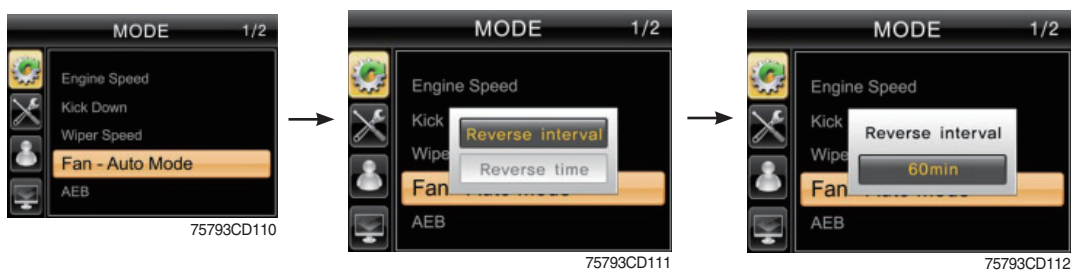 MODE 1/2
Engine Speed
Kick Down
Wiper Speed
Fan - Auto Mode
AEB
75793CD110
MODE 1/2
Engine Speed
Kick
Reverse interval
Wipe
Reverse time
Fan - Auto Mode
AEB
75793CD111
MODE 1/2
Engine Speed
Kick
Reverse interval
Wipe
60min
Fan
AEB
75793CD112